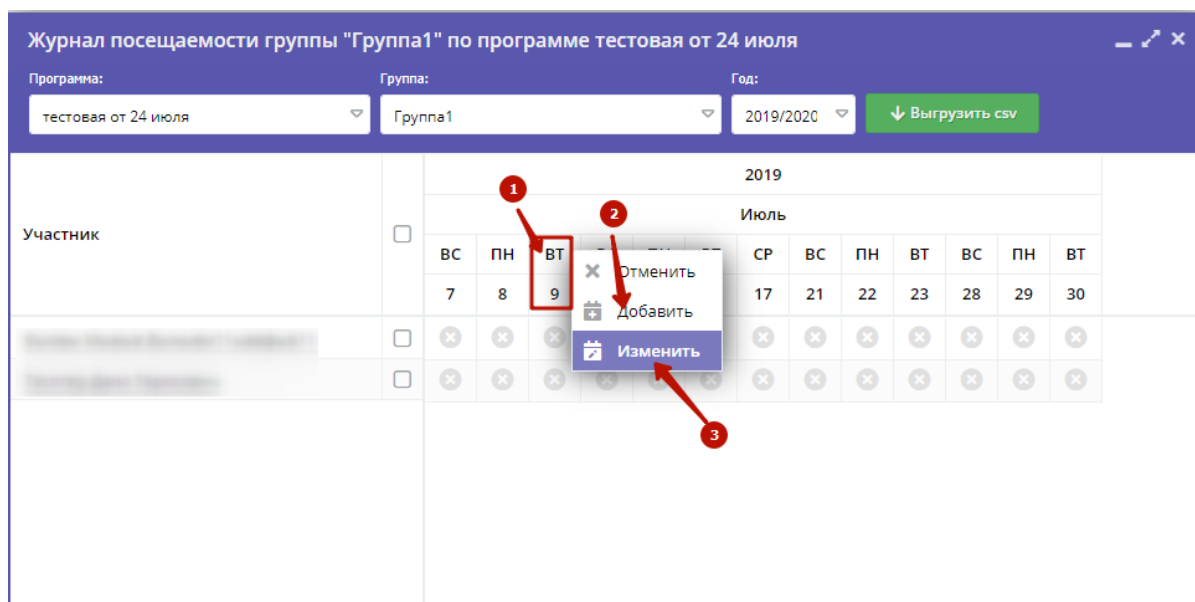 Журнал посещаемости группы "Группа1" по программе тестовая от 24 июля
Программа: Группа: Год:
тестовая от 24 июля Группа1 2019/2020 Выгрузить csv
2019
1
2
Июль
Участник
ВС ПН ВТ СР ВС ПН ВТ ВС ПН ВТ
Отменить
7 8 9 17 21 22 23 28 29 30
Добавить
Изменить
3